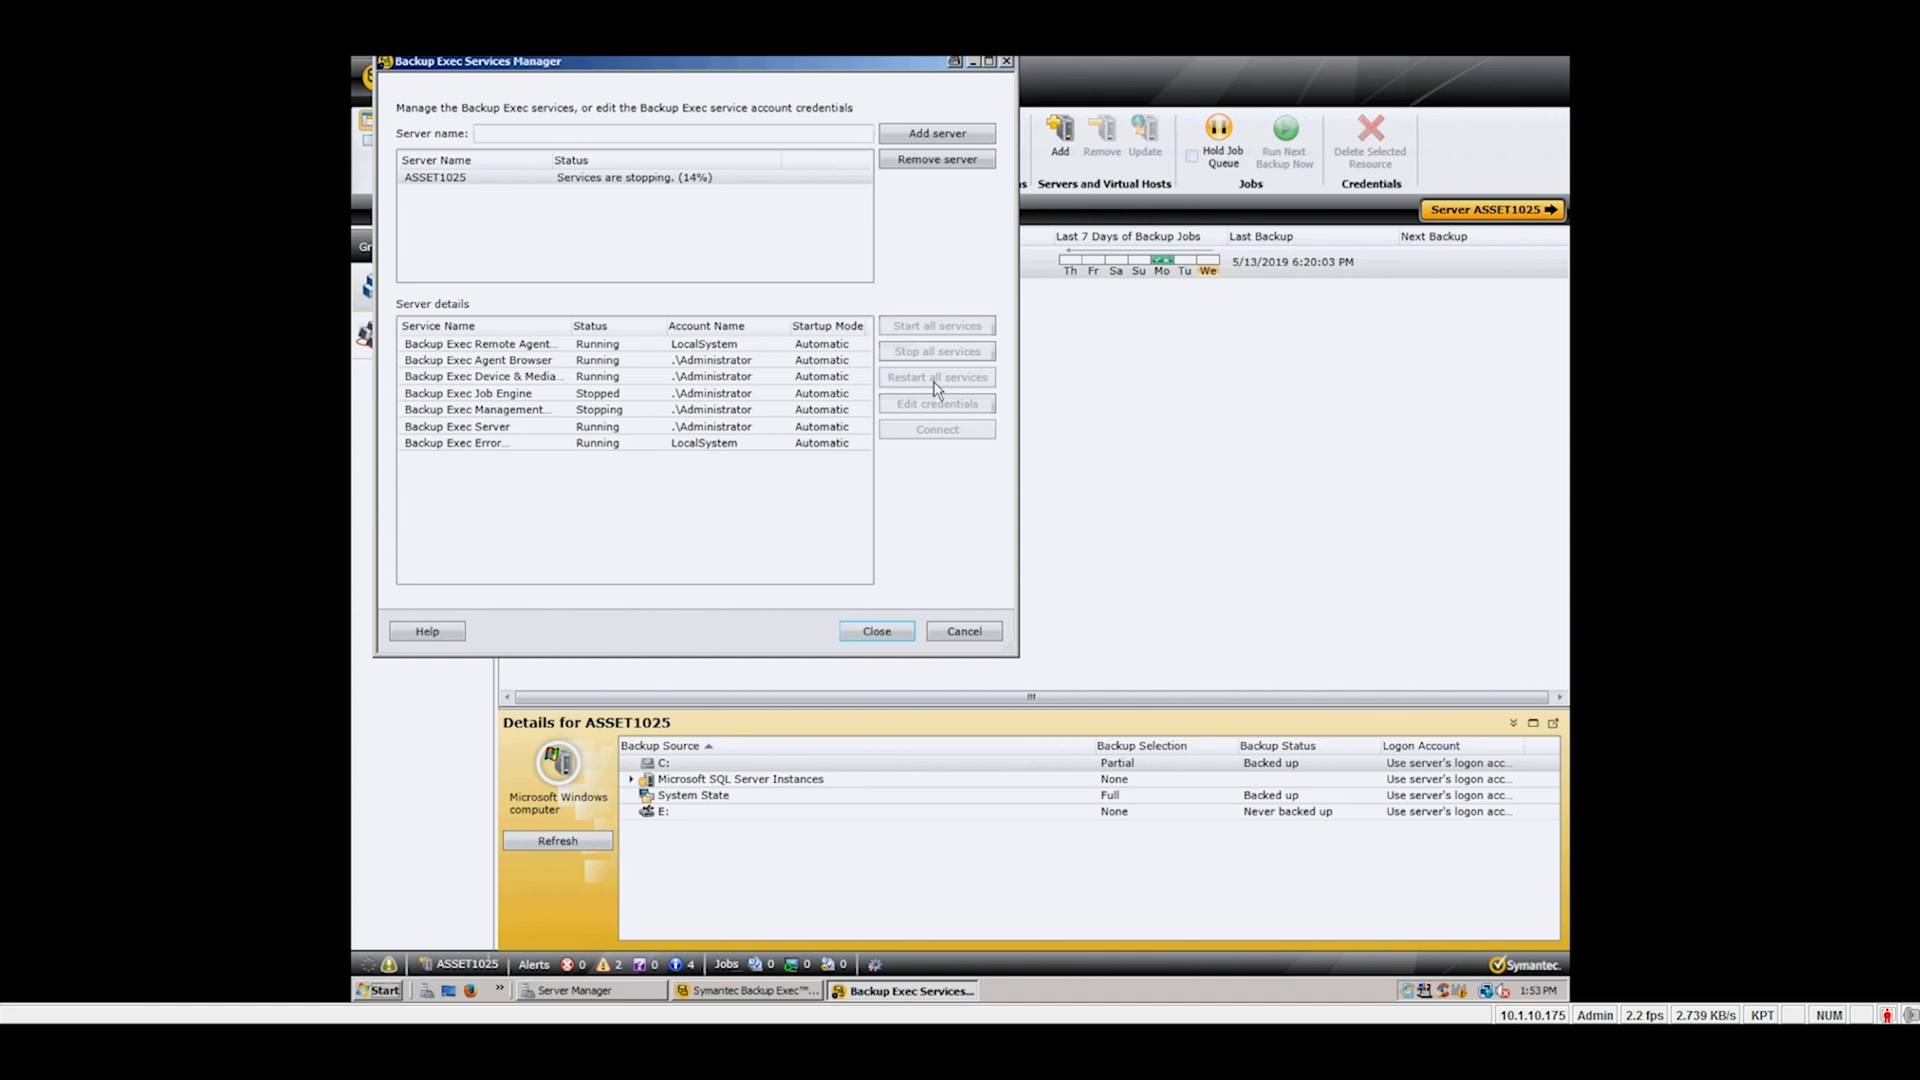 Backup Exec Services Manager
Manage the Backup Exec services, or edit the Backup Exec service account credentials
Server name:
Add server
Server Name Status
Remove server
ASSET1025 Services are stopping. (14%)
Server details
Service Name Status Account Name Startup Mode
Start all services
Backup Exec Remote Agent... Running LocalSystem Automatic
Stop all services
Backup Exec Agent Browser Running .\Administrator Automatic
Backup Exec Device & Media... Running .\Administrator Automatic
Restart all services
Backup Exec Job Engine Stopped .\Administrator Automatic
Backup Exec Management... Stopping .\Administrator Automatic
Edit credentials
Backup Exec Server Running .\Administrator Automatic
Connect
Backup Exec Error... Running LocalSystem Automatic
Help
Close
Cancel
Add Remove Update
Hold Job
Queue
Run Next
Backup Now
Delete Selected
Resource
s Servers and Virtual Hosts Jobs Credentials
Server ASSET1025
Gr
Last 7 Days of Backup Jobs Last Backup Next Backup
5/13/2019 6:20:03 PM
Th Fr Sa Su Mo Tu We
Details for ASSET1025
Microsoft Windows
computer
Refresh
Backup Source Backup Selection Backup Status Logon Account
C: Partial Backed up Use server's logon acc...
Microsoft SQL Server Instances None Use server's logon acc...
System State Full Backed up Use server's logon acc...
E: None Never backed up Use server's logon acc...
ASSET1025 Alerts 0 2 0 4 Jobs 0 0 0
Symantec.
Start » Server Manager Symantec Backup Exec™... Backup Exec Services... 1:53 PM
10.1.10.175 Admin 2.2 fps 2.739 KB/s KPT NUM